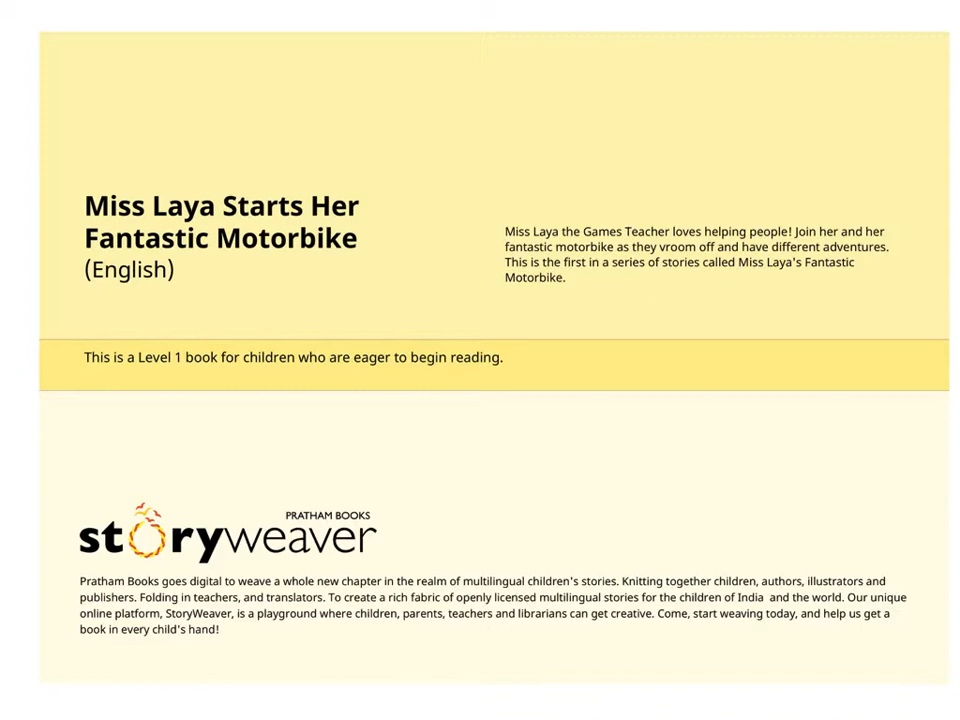 Miss Laya Starts Her
Fantastic Motorbike
(English)
Miss Laya the Games Teacher loves helping people! Join her and her
fantastic motorbike as they vroom off and have different adventures.
This is the first in a series of stories called Miss Laya's Fantastic
Motorbike.
This is a Level 1 book for children who are eager to begin reading.
PRATHAM BOOKS
storyweaver
Pratham Books goes digital to weave a whole new chapter in the realm of multilingual children's stories. Knitting together children, authors, illustrators and
publishers. Folding in teachers, and translators. To create a rich fabric of openly licensed multilingual stories for the children of India and the world. Our unique
online platform, StoryWeaver, is a playground where children, parents, teachers and librarians can get creative. Come, start weaving today, and help us get a
book in every child's hand!